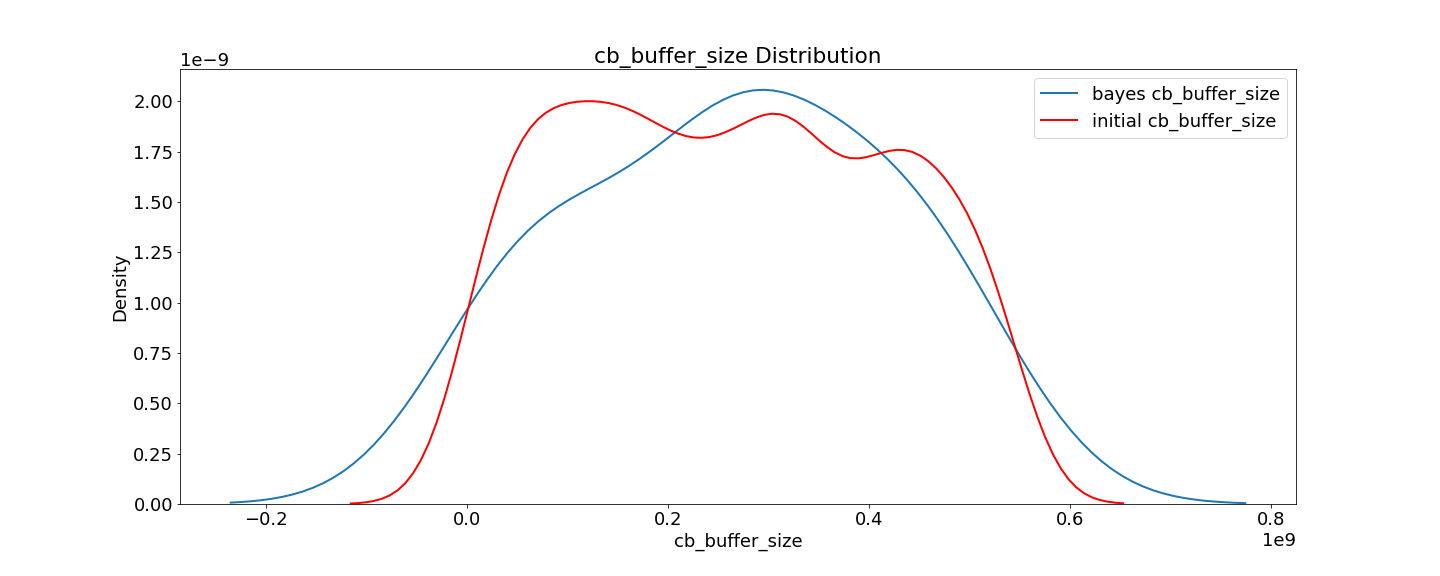 cb_buffer_size Distribution
1e−9
bayes cb_buffer_size
initial cb_buffer_size
2.00
1.75
1.50
1.25
1.00
0.75
0.50
0.25
0.00
Density
−0.2
0.0
0.2
0.4
0.6
0.8
cb_buffer_size
1e9